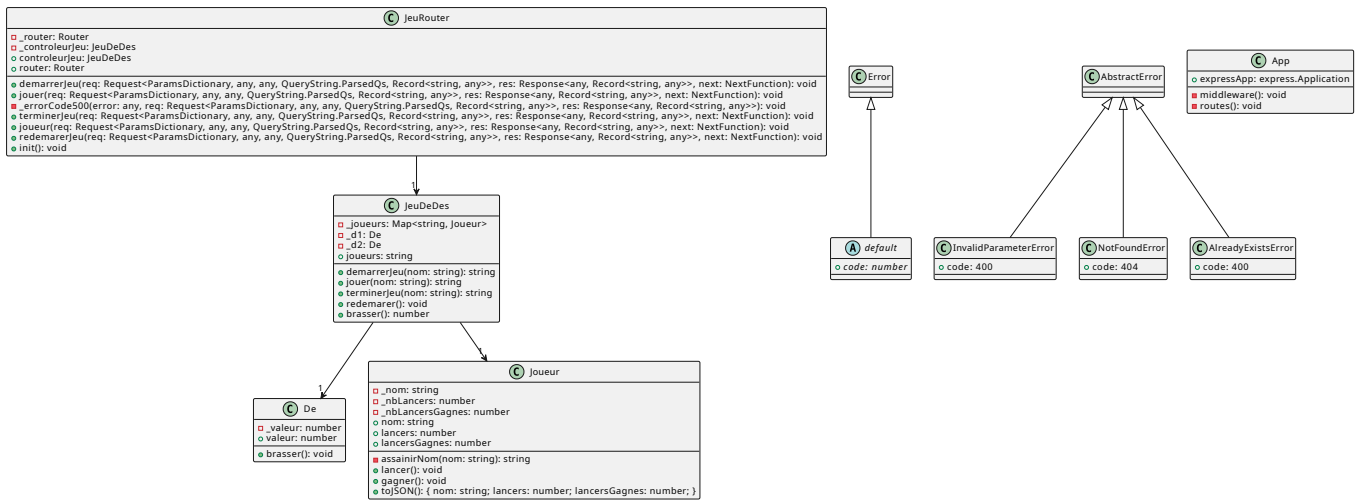 C JeuRouter
_router: Router
_controleurJeu: JeuDeDes
controleurJeu: JeuDeDes
router: Router
demarrerJeu(req: Request<ParamsDictionary, any, any, QueryString.ParsedQs, Record<string, any>>, res: Response<any, Record<string, any>>, next: NextFunction): void
jouer(req: Request<ParamsDictionary, any, any, QueryString.ParsedQs, Record<string, any>>, res: Response<any, Record<string, any>>, next: NextFunction): void
_errorCode500(error: any, req: Request<ParamsDictionary, any, any, QueryString.ParsedQs, Record<string, any>>, res: Response<any, Record<string, any>>): void
terminerJeu(req: Request<ParamsDictionary, any, any, QueryString.ParsedQs, Record<string, any>>, res: Response<any, Record<string, any>>, next: NextFunction): void
joueur(req: Request<ParamsDictionary, any, any, QueryString.ParsedQs, Record<string, any>>, res: Response<any, Record<string, any>>, next: NextFunction): void
redemarerJeu(req: Request<ParamsDictionary, any, any, QueryString.ParsedQs, Record<string, any>>, res: Response<any, Record<string, any>>, next: NextFunction): void
init(): void
1
C JeuDeDes
_joueurs: Map<string, Joueur>
_d1: De
_d2: De
joueurs: string
demarrerJeu(nom: string): string
jouer(nom: string): string
terminerJeu(nom: string): string
redemarer(): void
brasser(): number
1
1
C De
_valeur: number
valeur: number
brasser(): void
C Joueur
_nom: string
_nbLancers: number
_nbLancersGagnes: number
nom: string
lancers: number
lancersGagnes: number
assainirNom(nom: string): string
lancer(): void
gagner(): void
toJSON(): { nom: string; lancers: number; lancersGagnes: number; }
C Error
A default
code: number
C AbstractError
C InvalidParameterError
code: 400
C NotFoundError
code: 404
C AlreadyExistsError
code: 400
C App
expressApp: express.Application
middleware(): void
routes(): void